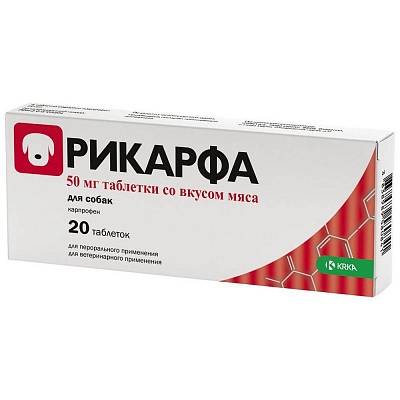 РИКАРФА
50 мг таблетки со вкусом мяса
для собак
карпрофен
20 таблеток
для перорального применения
для ветеринарного применения
KRKA